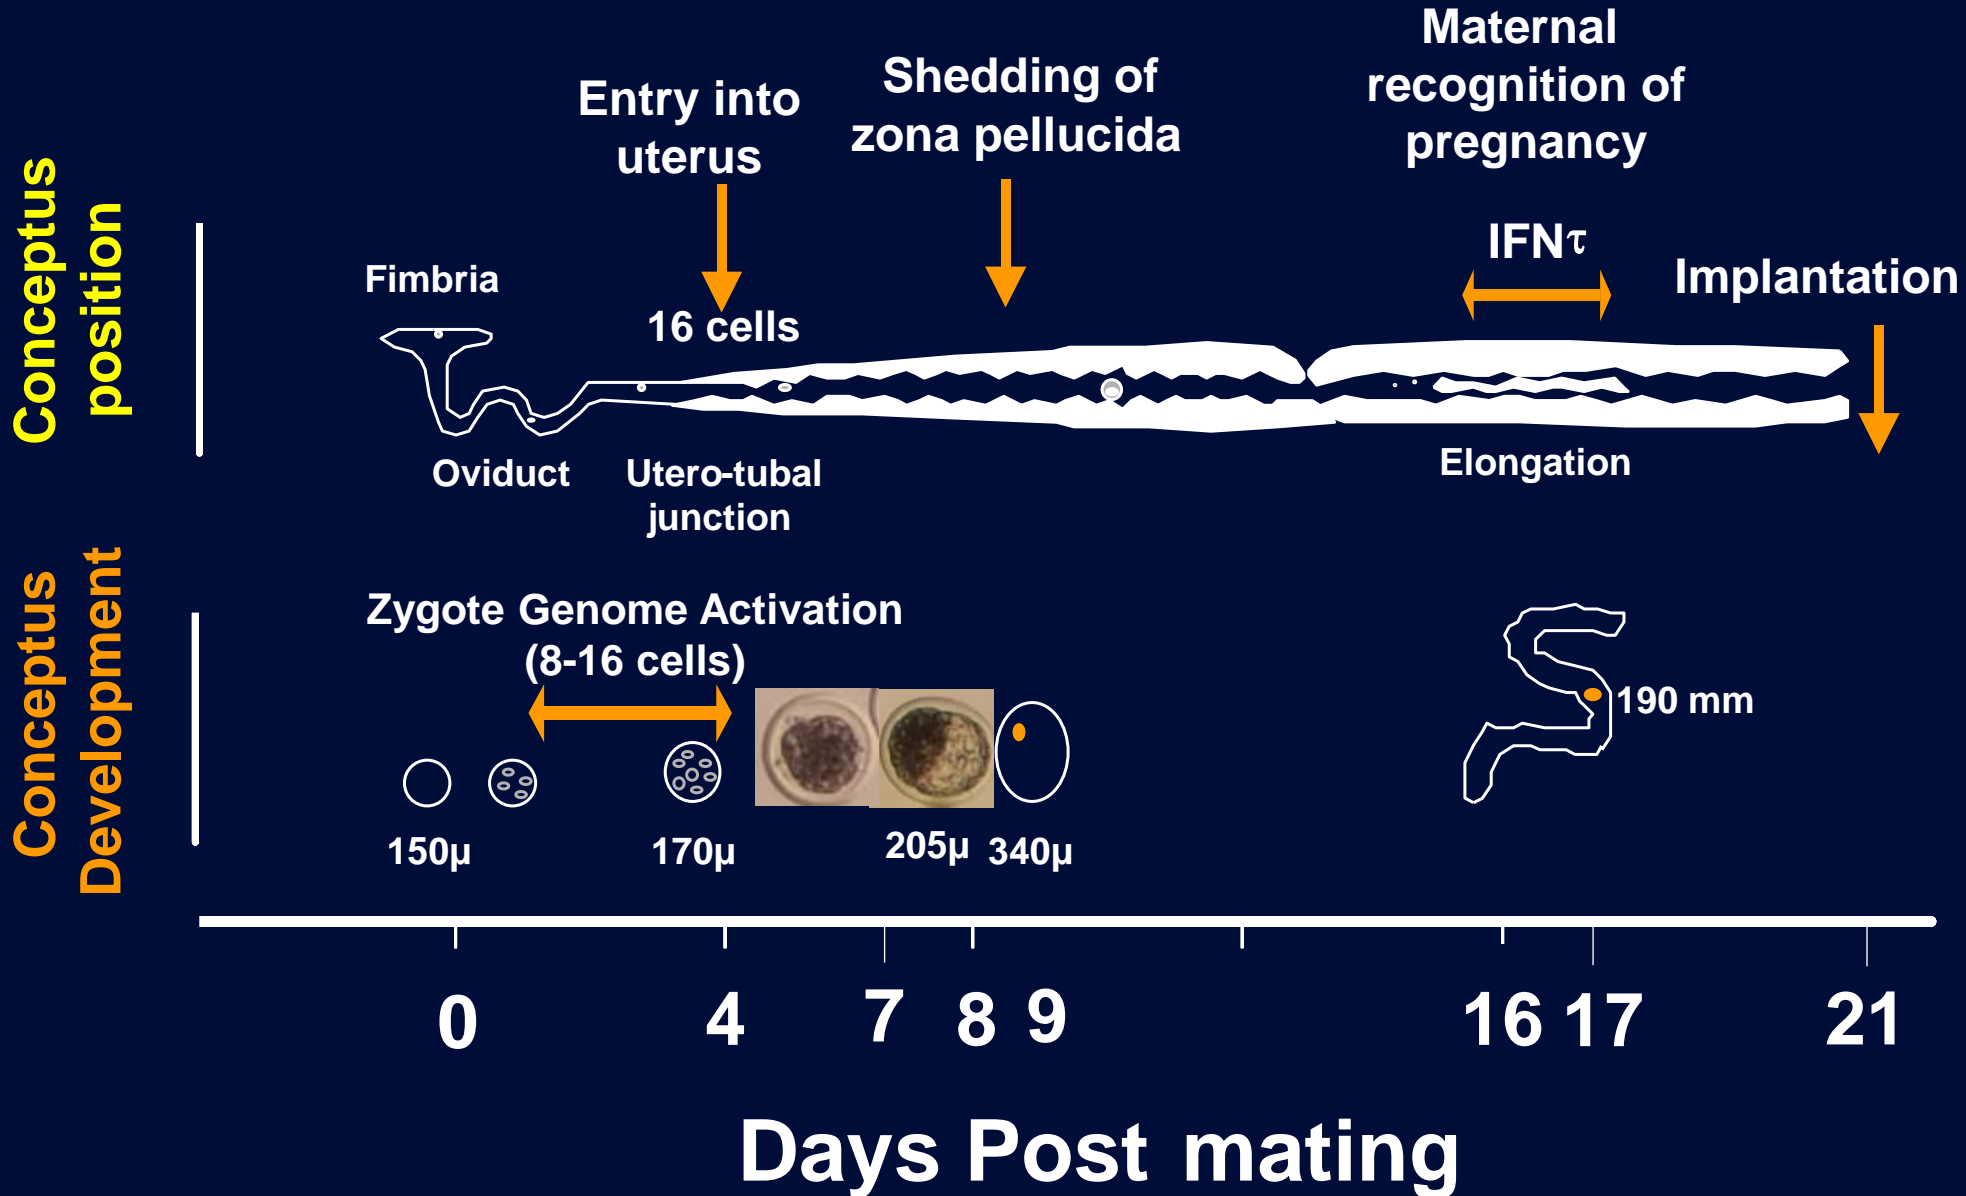 Maternal
recognition of
pregnancy
Shedding of
zona pellucida
Entry into
uterus
Conceptus
position
IFNτ
Implantation
Fimbria
16 cells
Oviduct
Utero-tubal
junction
Elongation
Conceptus
Development
Zygote Genome Activation
(8-16 cells)
190 mm
150µ
170µ
205µ
340µ
0 4 7 8 9 16 17 21
Days Post mating